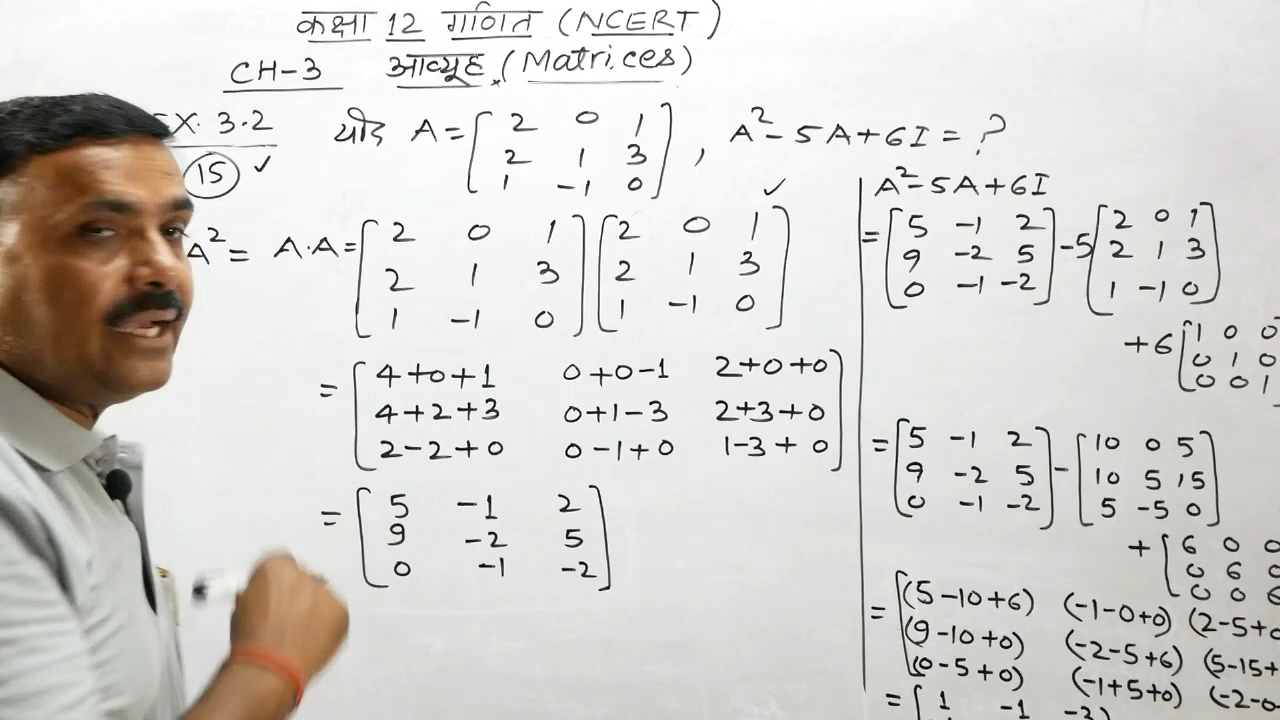 कक्षा 12 गणित (NCERT)
CH-3 आव्यूह (Matrices)
EX. 3.2
15 ✓
यदि A = [ 2 0 1
2 1 3
1 -1 0 ] , A² - 5A + 6I = ?
A² = A·A = [ 2 0 1 ] [ 2 0 1 ] ✓
2 1 3 2 1 3
1 -1 0 1 -1 0
= [ 4+0+1 0+0-1 2+0+0
4+2+3 0+1-3 2+3+0
2-2+0 0-1+0 1-3+0 ]
= [ 5 -1 2
9 -2 5
0 -1 -2 ]
A² - 5A + 6I
= [ 5 -1 2 ] - 5 [ 2 0 1 ]
9 -2 5 2 1 3
0 -1 -2 1 -1 0
+ 6 [ 1 0 0
0 1 0
0 0 1
= [ 5 -1 2 ] - [ 10 0 5 ]
9 -2 5 10 5 15
0 -1 -2 5 -5 0
+ [ 6 0 0
0 6 0
0 0 6
= [ (5-10+6) (-1-0+0) (2-5+0
(9-10+0) (-2-5+6) (5-15+
(0-5+0) (-1+5+0) (-2-0
= [ 1 -1 -3